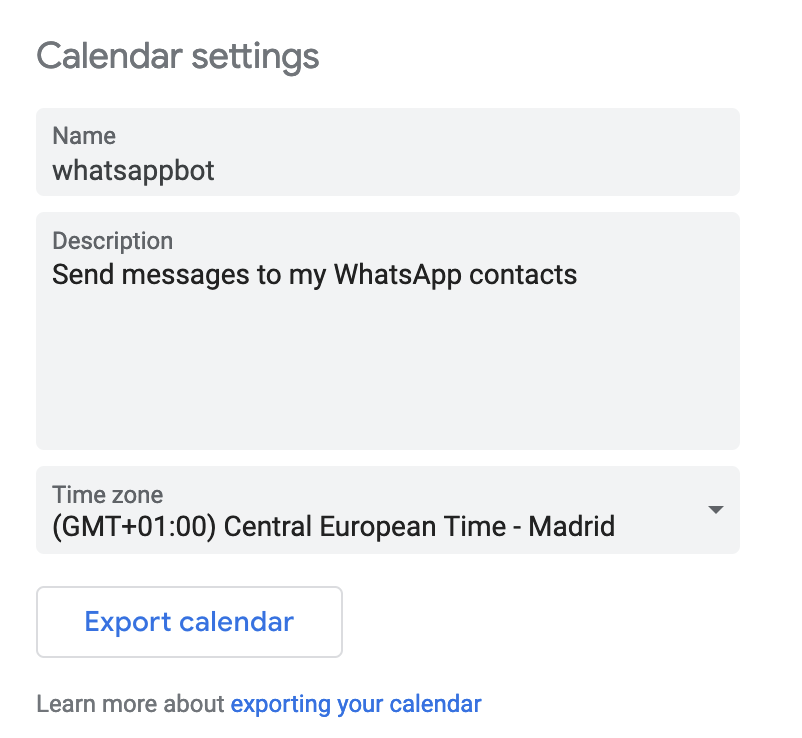 Calendar settings
Name
whatsappbot
Description
Send messages to my WhatsApp contacts
Time zone
(GMT+01:00) Central European Time - Madrid
Export calendar
Learn more about exporting your calendar